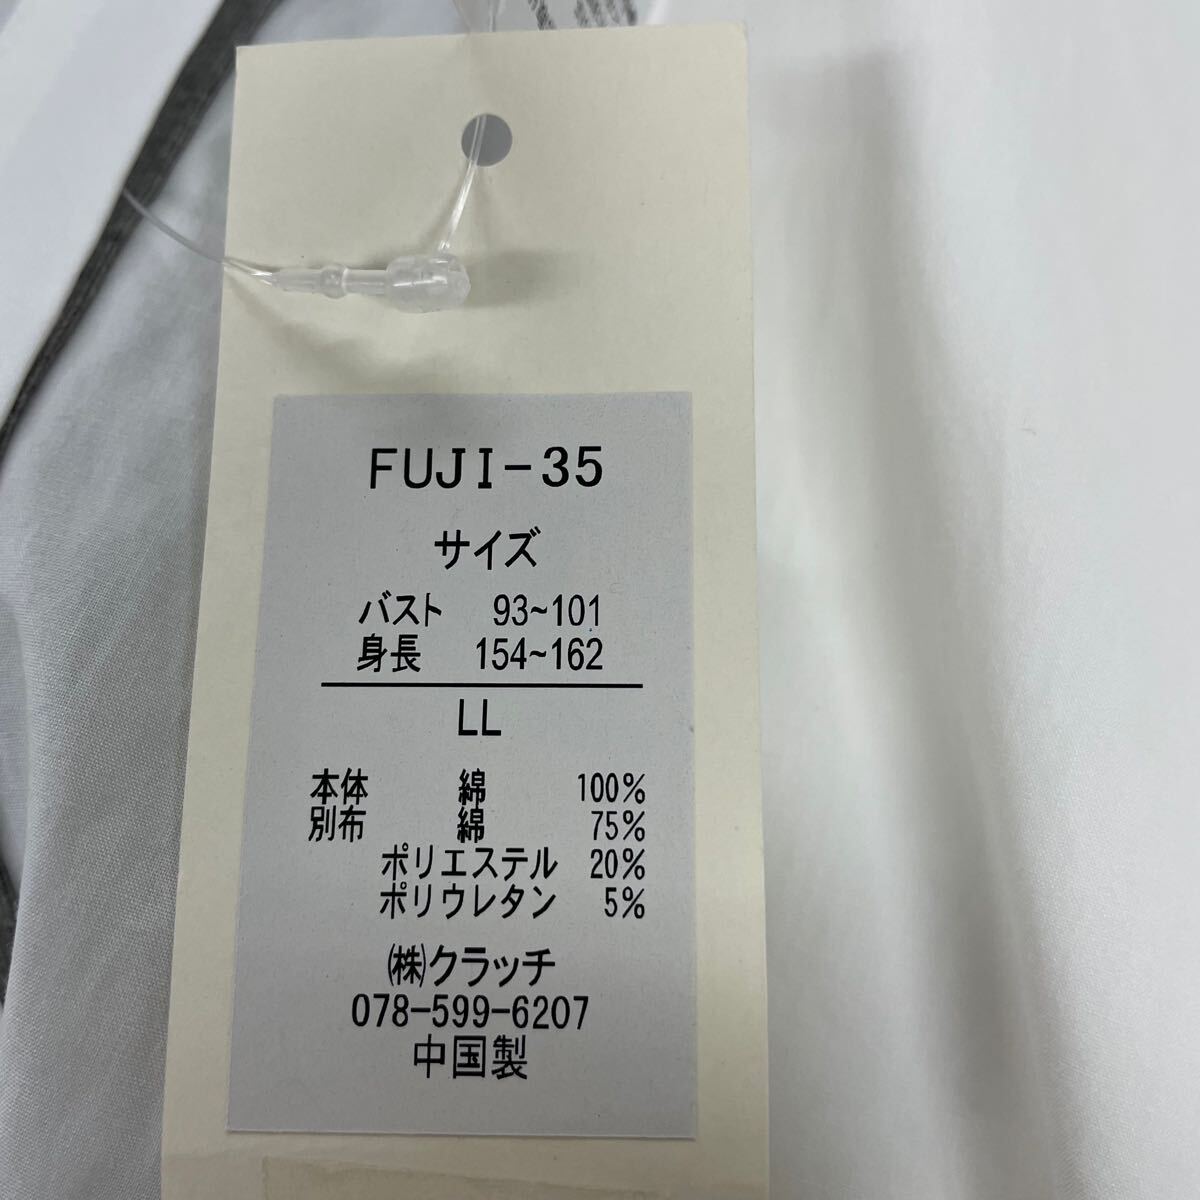 FUJI-35
サイズ
バスト 93~101
身長 154~162
LL
本体 綿 100%
別布 綿 75%
ポリエステル 20%
ポリウレタン 5%
㈱クラッチ
078-599-6207
中国製